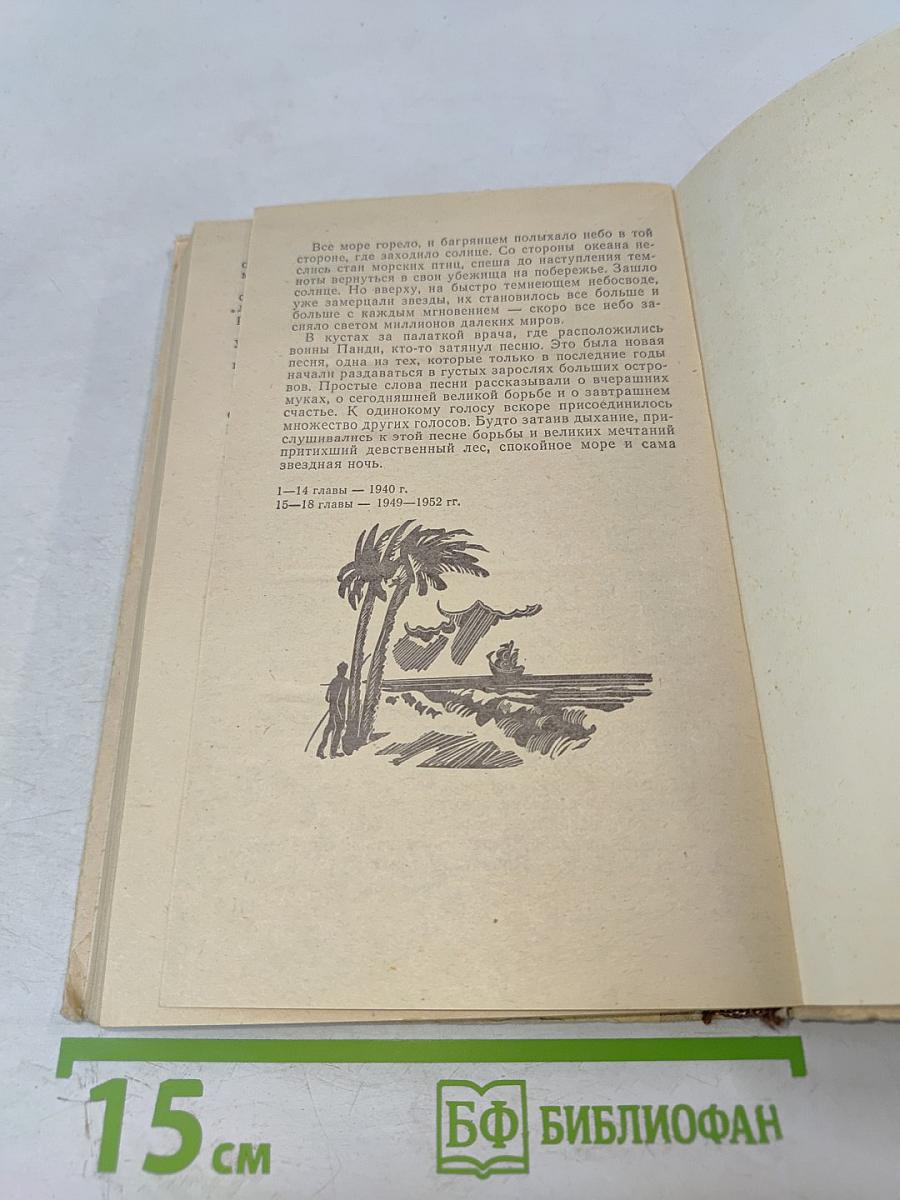 Все море горело, и багрянцем полыхало небо в той
стороне, где заходило солнце. Со стороны океана не-
слись стаи морских птиц, спеша до наступления тем-
ноты вернуться в свои убежища на побережье. Зашло
солнце. Но вверху, на быстро темнеющем небосводе,
уже замерцали звезды, их становилось все больше и
больше с каждым мгновением — скоро все небо за-
сияло светом миллионов далеких миров.
В кустах за палаткой врача, где расположились
воины Панди, кто-то затянул песню. Это была новая
песня, одна из тех, которые только в последние годы
начали раздаваться в густых зарослях больших остро-
вов. Простые слова песни рассказывали о вчерашних
муках, о сегодняшней великой борьбе и о завтрашнем
счастье. К одинокому голосу вскоре присоединилось
множество других голосов. Будто затаив дыхание, при-
слушивались к этой песне борьбы и великих мечтаний
притихший девственный лес, спокойное море и сама
звездная ночь.
1—14 главы — 1940 г.
15—18 главы — 1949—1952 гг.
15 см
БФ БИБЛИОФАН